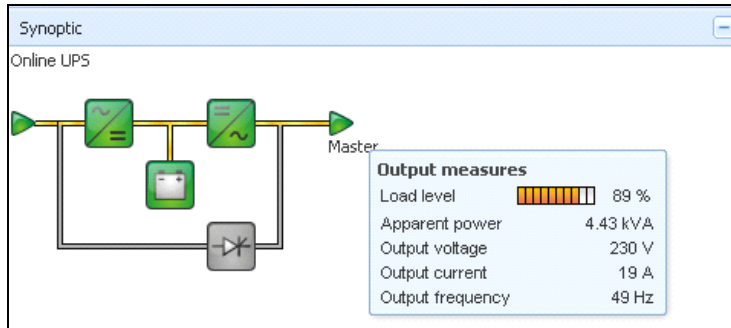 Synoptic
Online UPS
Master
Output measures
Load level 89 %
Apparent power 4.43 kVA
Output voltage 230 V
Output current 19 A
Output frequency 49 Hz